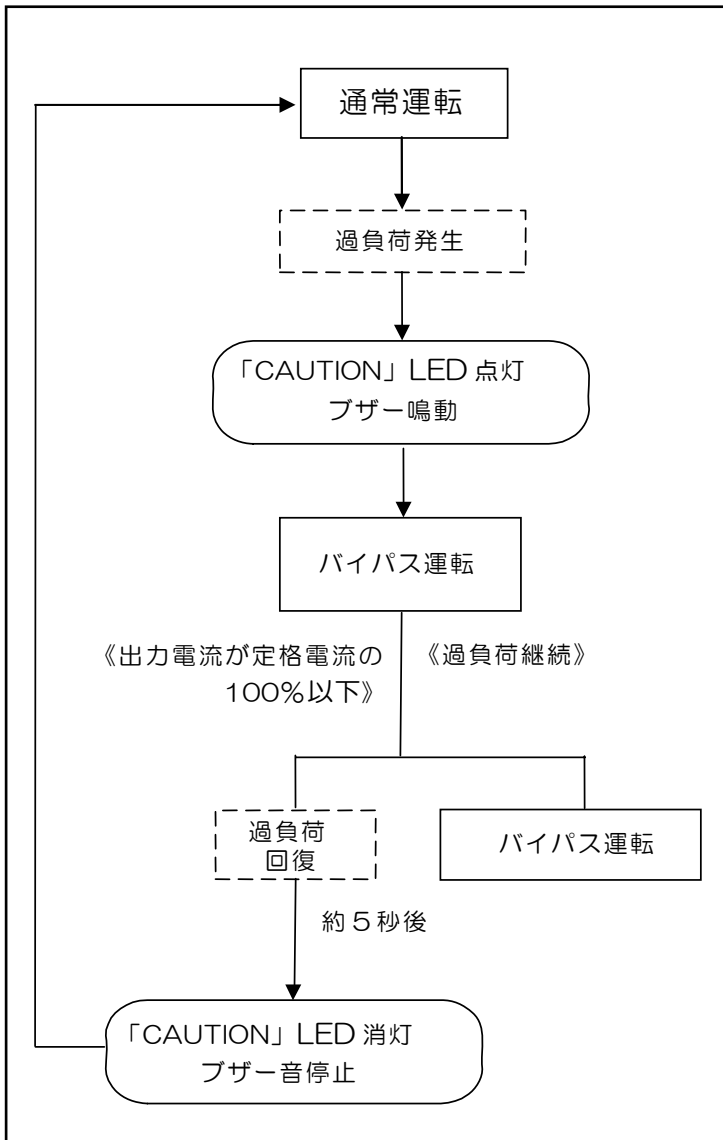 通常運転
過負荷発生
「CAUTION」LED 点灯
ブザー鳴動
バイパス運転
《出力電流が定格電流の
100%以下》
《過負荷継続》
過負荷
回復
バイパス運転
約5秒後
「CAUTION」LED 消灯
ブザー音停止